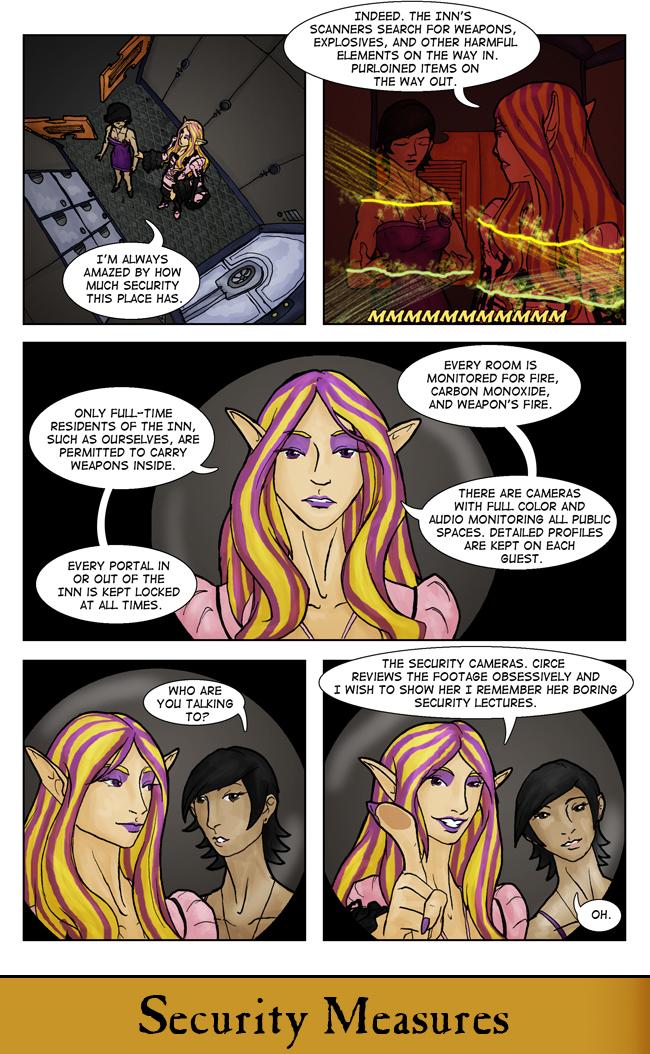 I'M ALWAYS
AMAZED BY HOW
MUCH SECURITY
THIS PLACE HAS.
INDEED. THE INN'S
SCANNERS SEARCH FOR WEAPONS,
EXPLOSIVES, AND OTHER HARMFUL
ELEMENTS ON THE WAY IN.
PURLOINED ITEMS ON
THE WAY OUT.
MMMMMMMMMMM
ONLY FULL-TIME
RESIDENTS OF THE INN,
SUCH AS OURSELVES, ARE
PERMITTED TO CARRY
WEAPONS INSIDE.
EVERY PORTAL IN
OR OUT OF THE
INN IS KEPT LOCKED
AT ALL TIMES.
EVERY ROOM IS
MONITORED FOR FIRE,
CARBON MONOXIDE,
AND WEAPON'S FIRE.
THERE ARE CAMERAS
WITH FULL COLOR AND
AUDIO MONITORING ALL PUBLIC
SPACES. DETAILED PROFILES
ARE KEPT ON EACH
GUEST.
WHO ARE
YOU TALKING
TO?
THE SECURITY CAMERAS. CIRCE
REVIEWS THE FOOTAGE OBSESSIVELY AND
I WISH TO SHOW HER I REMEMBER HER BORING
SECURITY LECTURES.
OH.
Security Measures